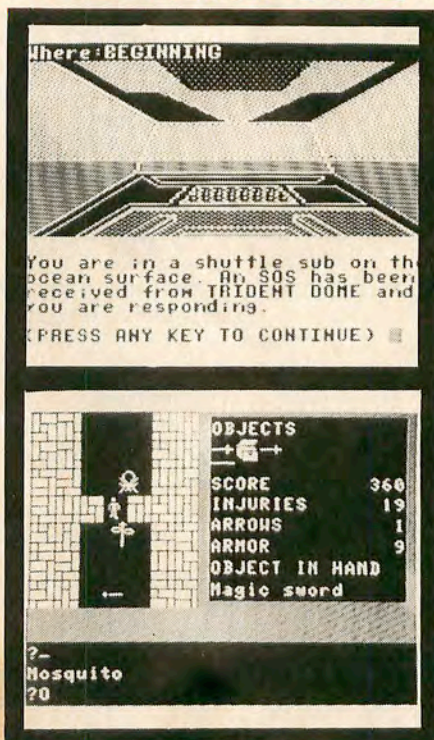 Where:BEGINNING
You are in a shuttle sub on the
ocean surface. An SOS has been
received from TRIDENT DOME and
you are responding.
(PRESS ANY KEY TO CONTINUE)
OBJECTS
SCORE 360
INJURIES 19
ARROWS 1
ARMOR 9
OBJECT IN HAND
Magic sword
?_
Mosquito
?O